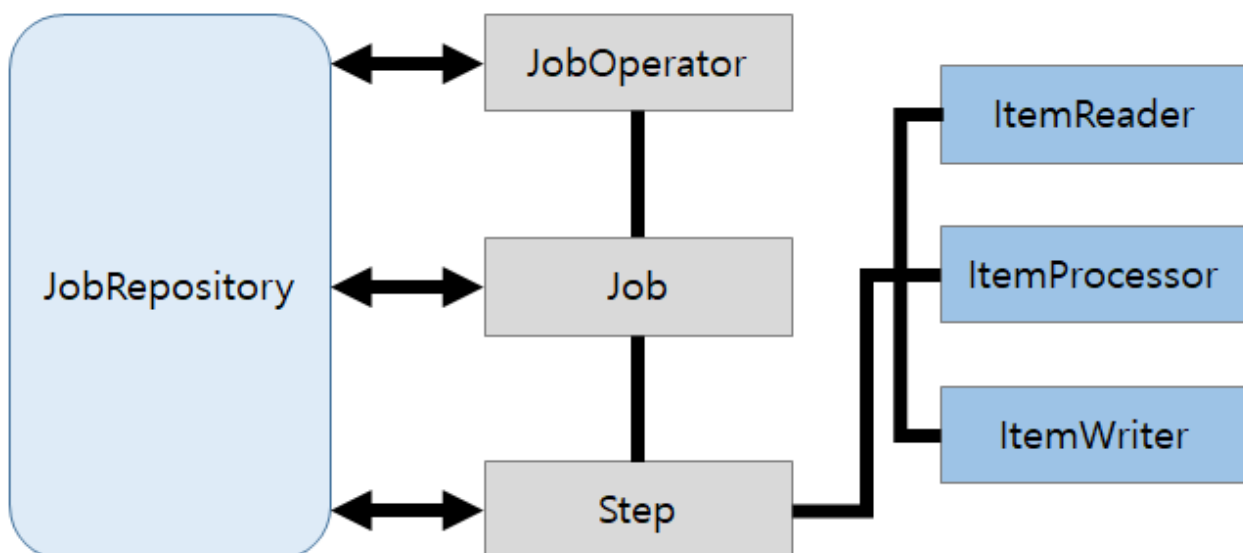 JobOperator
ItemReader
ItemProcessor
JobRepository
Job
ItemWriter
Step